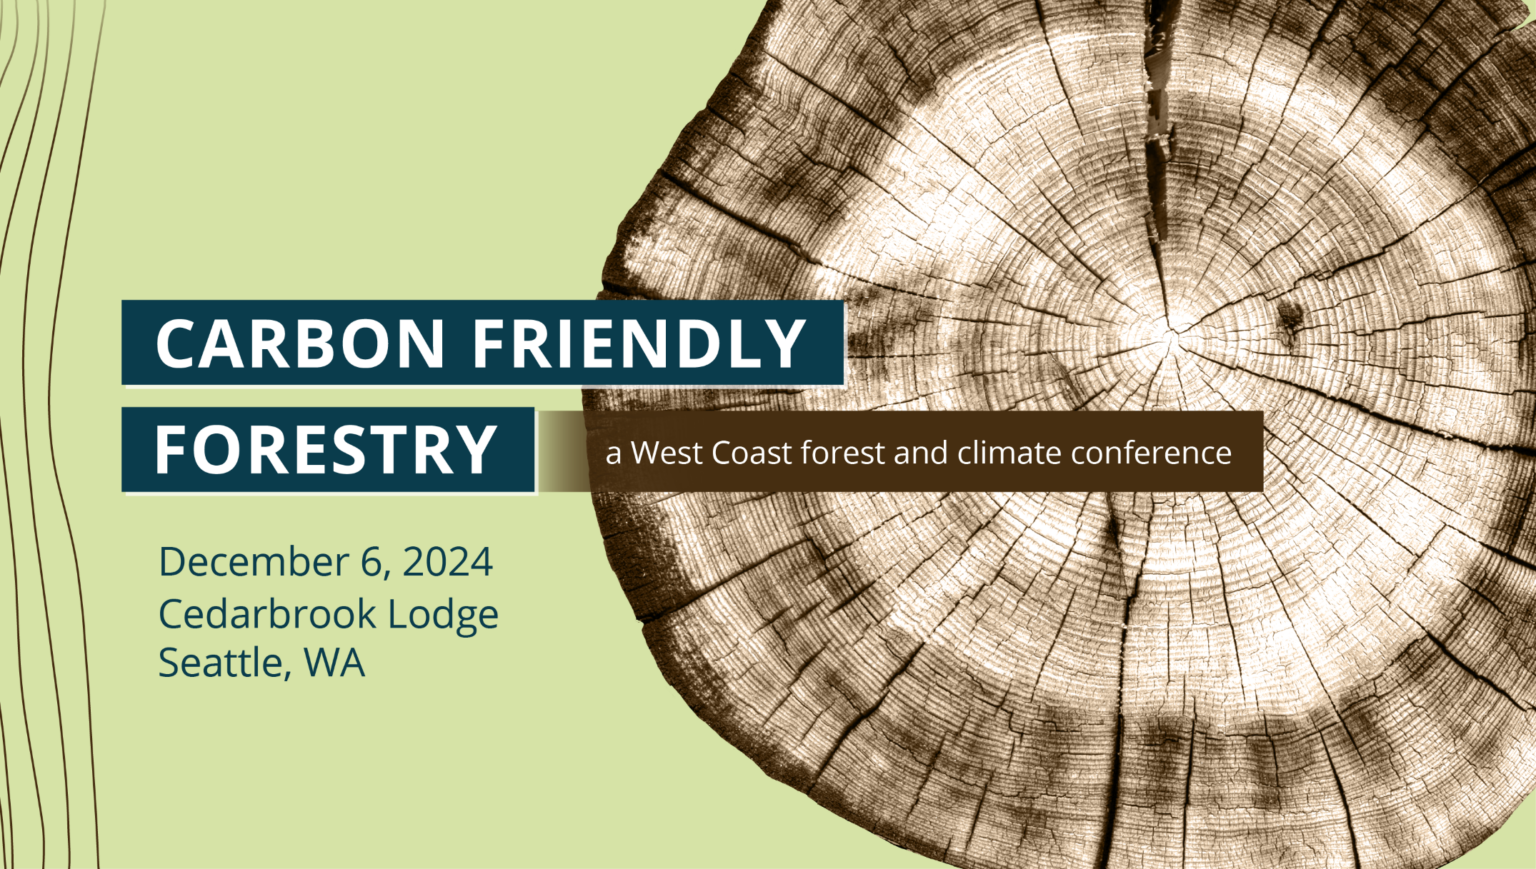 CARBON FRIENDLY
FORESTRY
a West Coast forest and climate conference
December 6, 2024
Cedarbrook Lodge
Seattle, WA